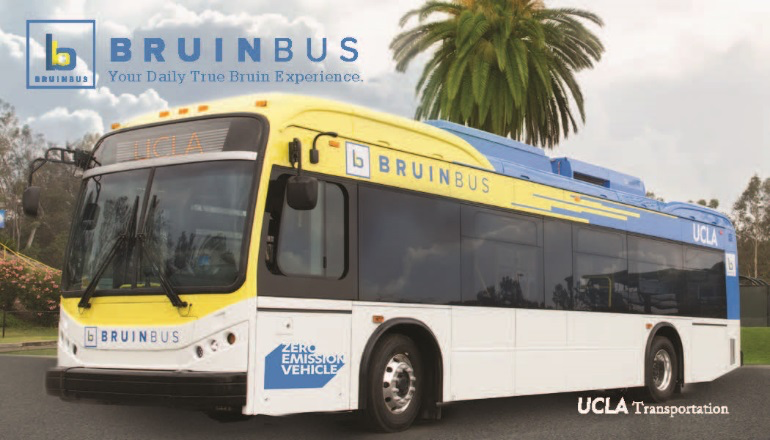 b
BRUINBUS
BRUINBUS
Your Daily True Bruin Experience.
UCLA
b BRUINBUS
UCLA
b
b BRUINBUS
ZERO
EMISSION
VEHICLE
UCLA Transportation